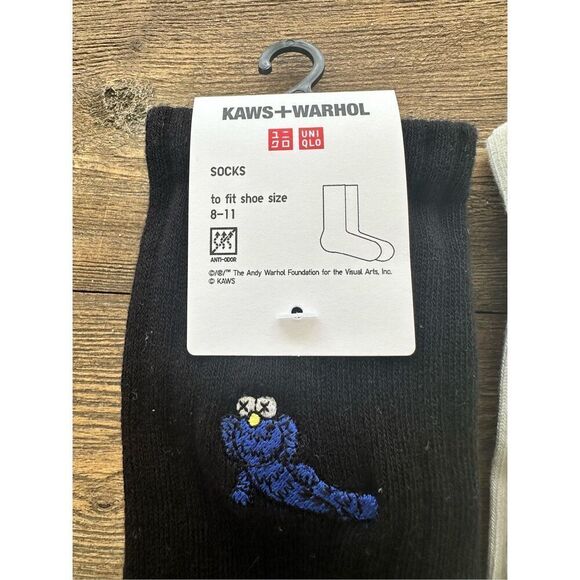 KAWS+WARHOL
ユニ UNI
クロ QLO
SOCKS
to fit shoe size
8-11
ANTI-ODOR
©/®/™ The Andy Warhol Foundation for the Visual Arts, Inc.
© KAWS